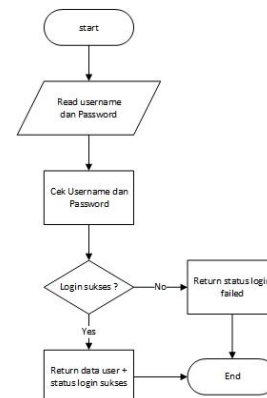 start
Read username
dan Password
Cek Username dan
Password
Login sukses ?
No
Return status login
failed
Yes
Return data user +
status login sukses
End